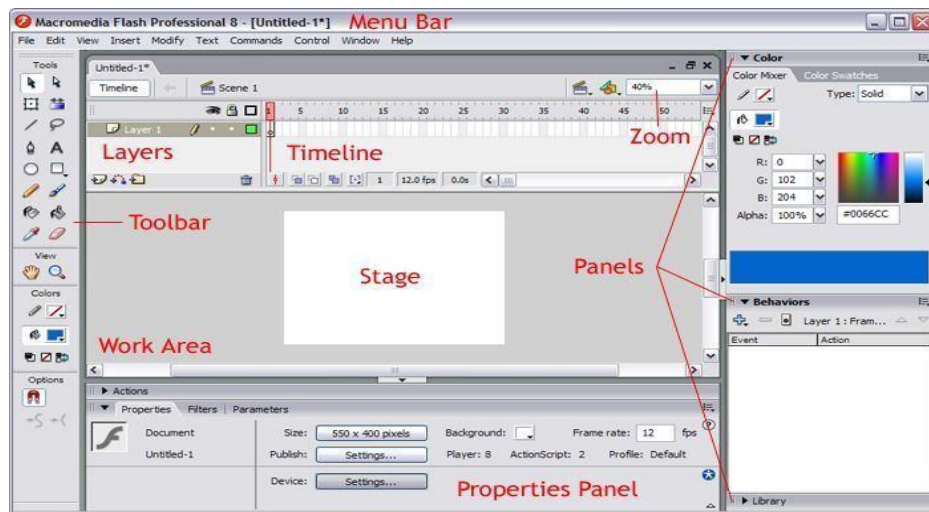 Macromedia Flash Professional 8 - [Untitled-1*] Menu Bar
File Edit View Insert Modify Text Commands Control Window Help
Tools
View
Colors
Options
Toolbar
Untitled-1*
Timeline Scene 1 40%
1 5 10 15 20 25 30 35 40 45 50
Layer 1
Layers Timeline Zoom
1 12.0 fps 0.0s
Stage
Work Area
Panels
Actions
Properties Filters Parameters
Document Size: 550 x 400 pixels Background: Frame rate: 12 fps
Untitled-1 Publish: Settings... Player: 8 ActionScript: 2 Profile: Default
Device: Settings...
Properties Panel
Color
Color Mixer Color Swatches
Type: Solid
R: 0
G: 102
B: 204
Alpha: 100% #0066CC
Behaviors
Layer 1 : Fram...
Event Action
Library